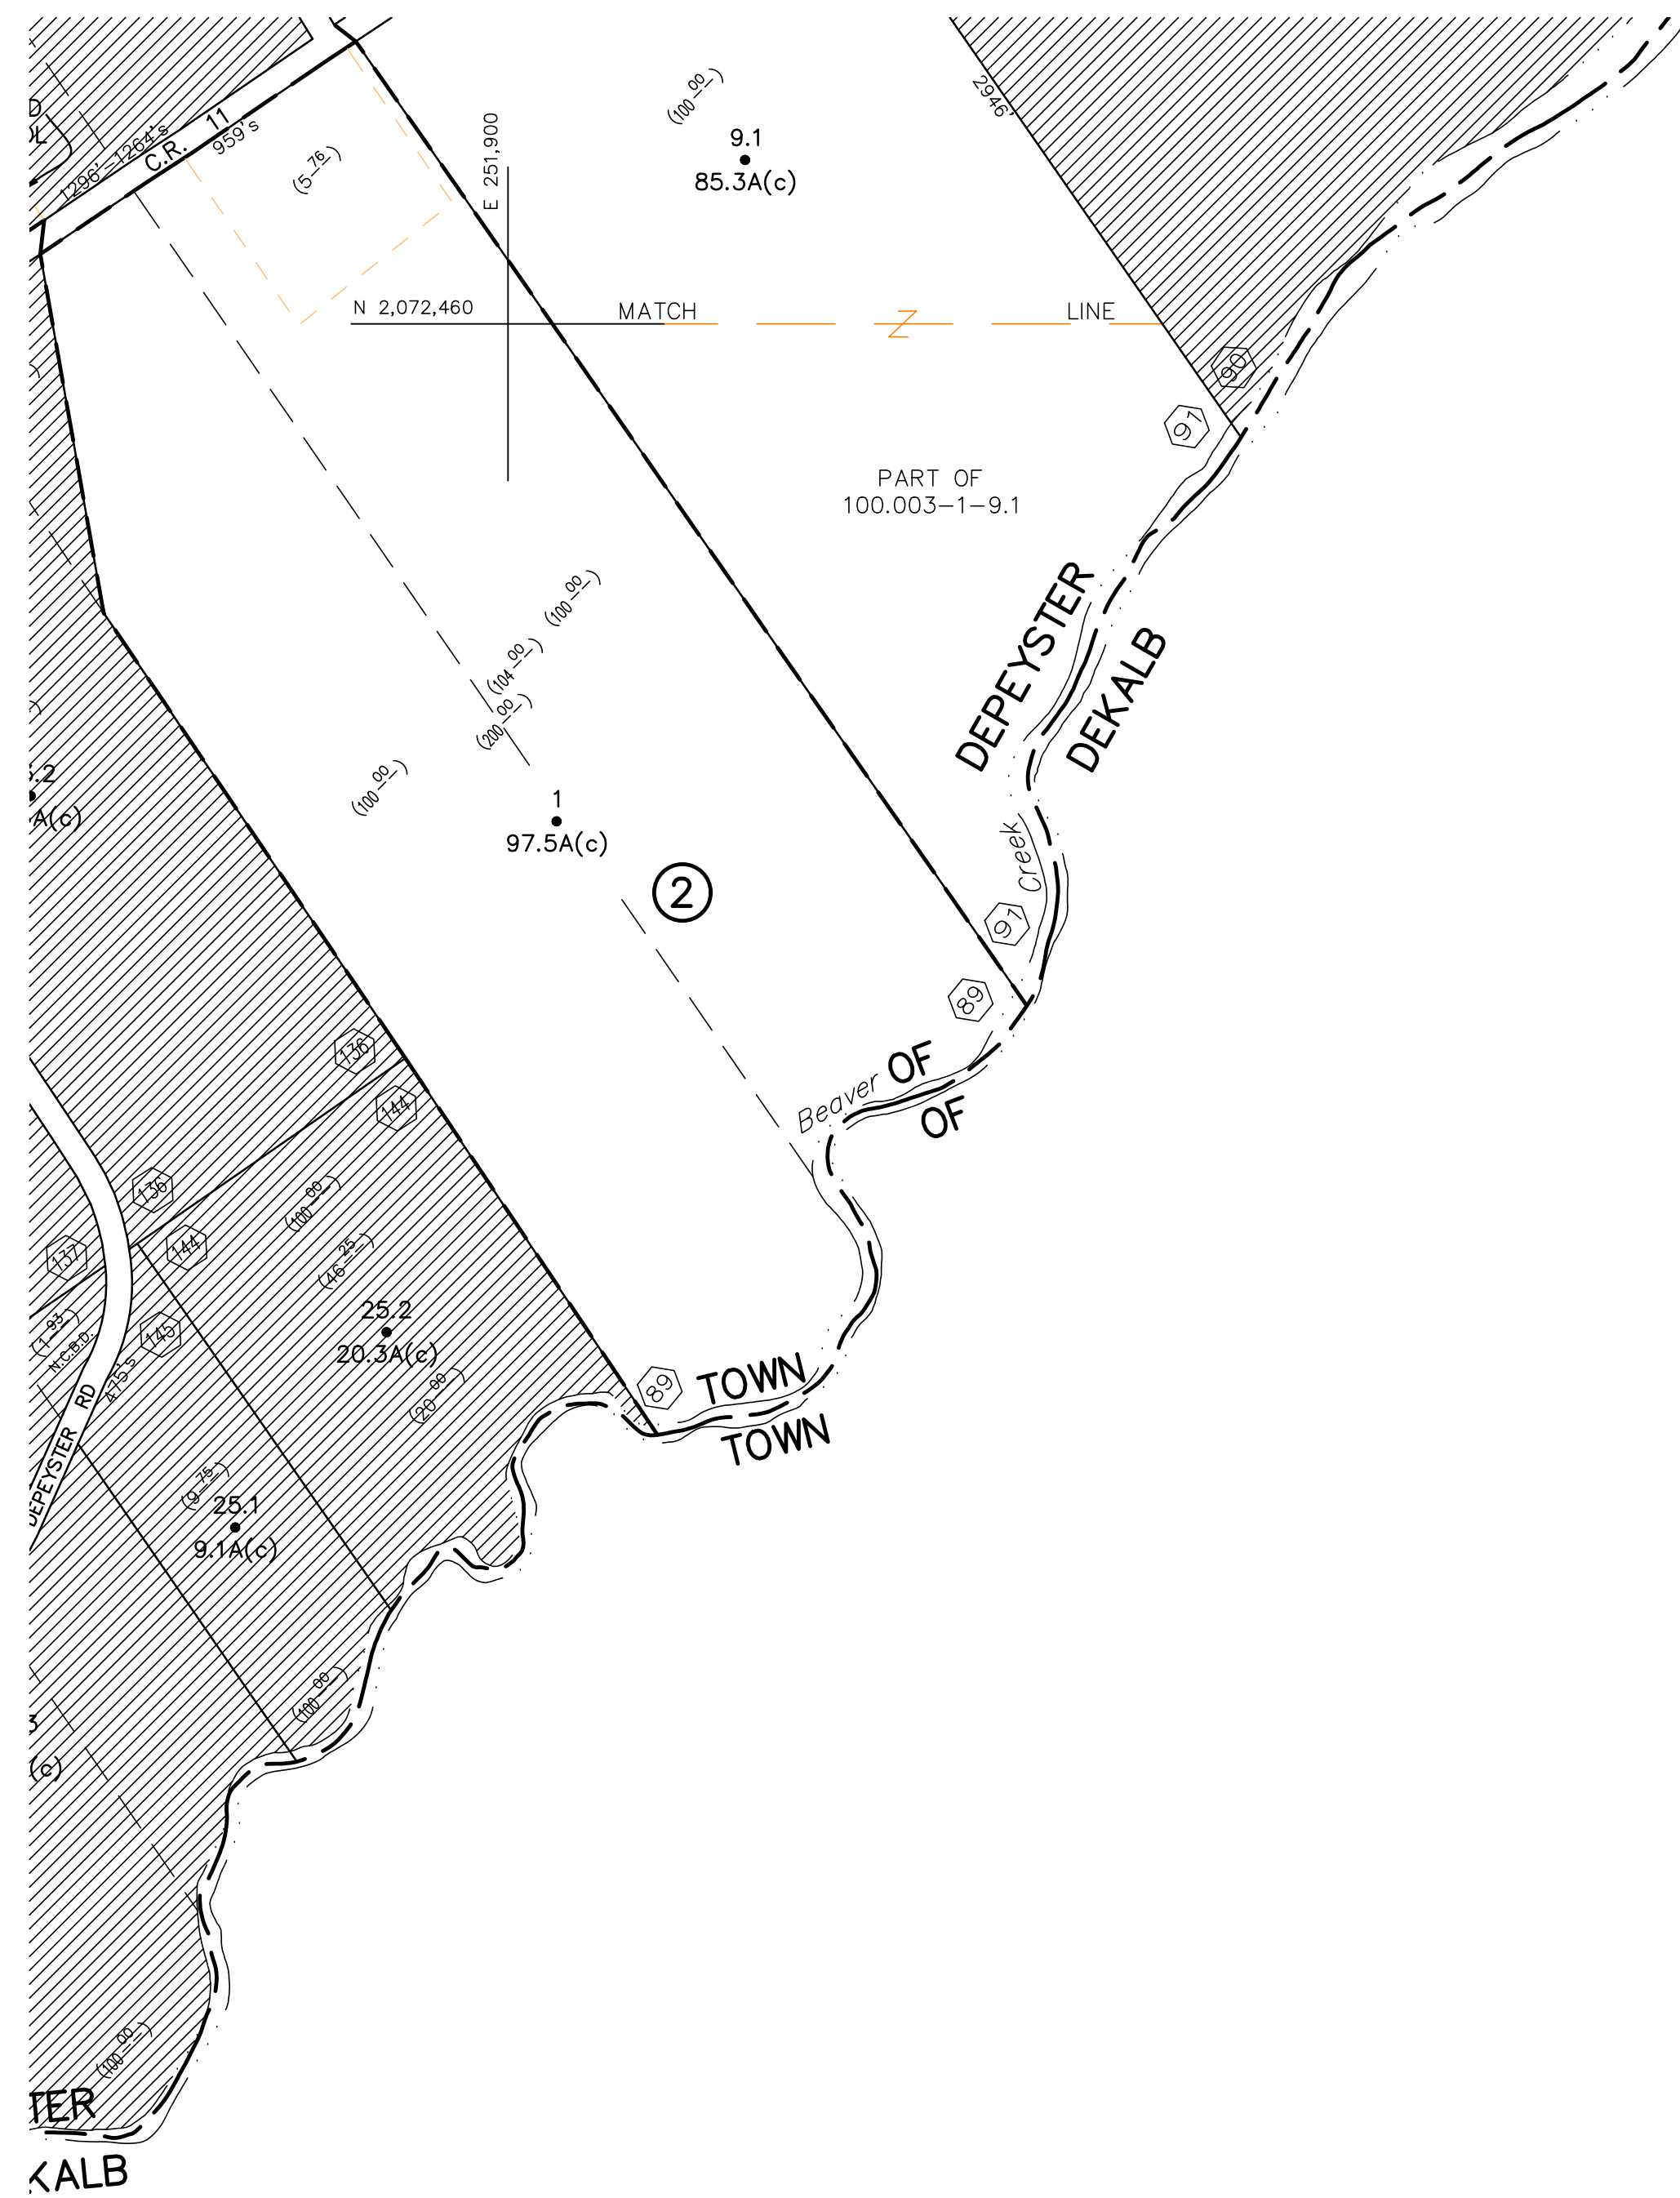 2946'
(100 00)
9.1
85.3A(c)
C.R. 11
1296'-1264's
959's
(5 76)
E 251,900
N 2,072,460
MATCH LINE
90
91
PART OF
100.003-1-9.1
(100 00)
(104 00)
(200 00)
(100 00)
1
97.5A(c)
2
DEPEYSTER
DEKALB
.2
A(c)
Creek
91
89
Beaver
OF
OF
136
144
136
144
137
145
(100 00)
(46 25)
25.2
20.3A(c)
(20 00)
(1 93)
N.C.B.D.
475's
DEPEYSTER RD
89
TOWN
TOWN
(9 75)
25.1
9.1A(c)
(100 00)
3
(c)
(100 00)
TER
KALB